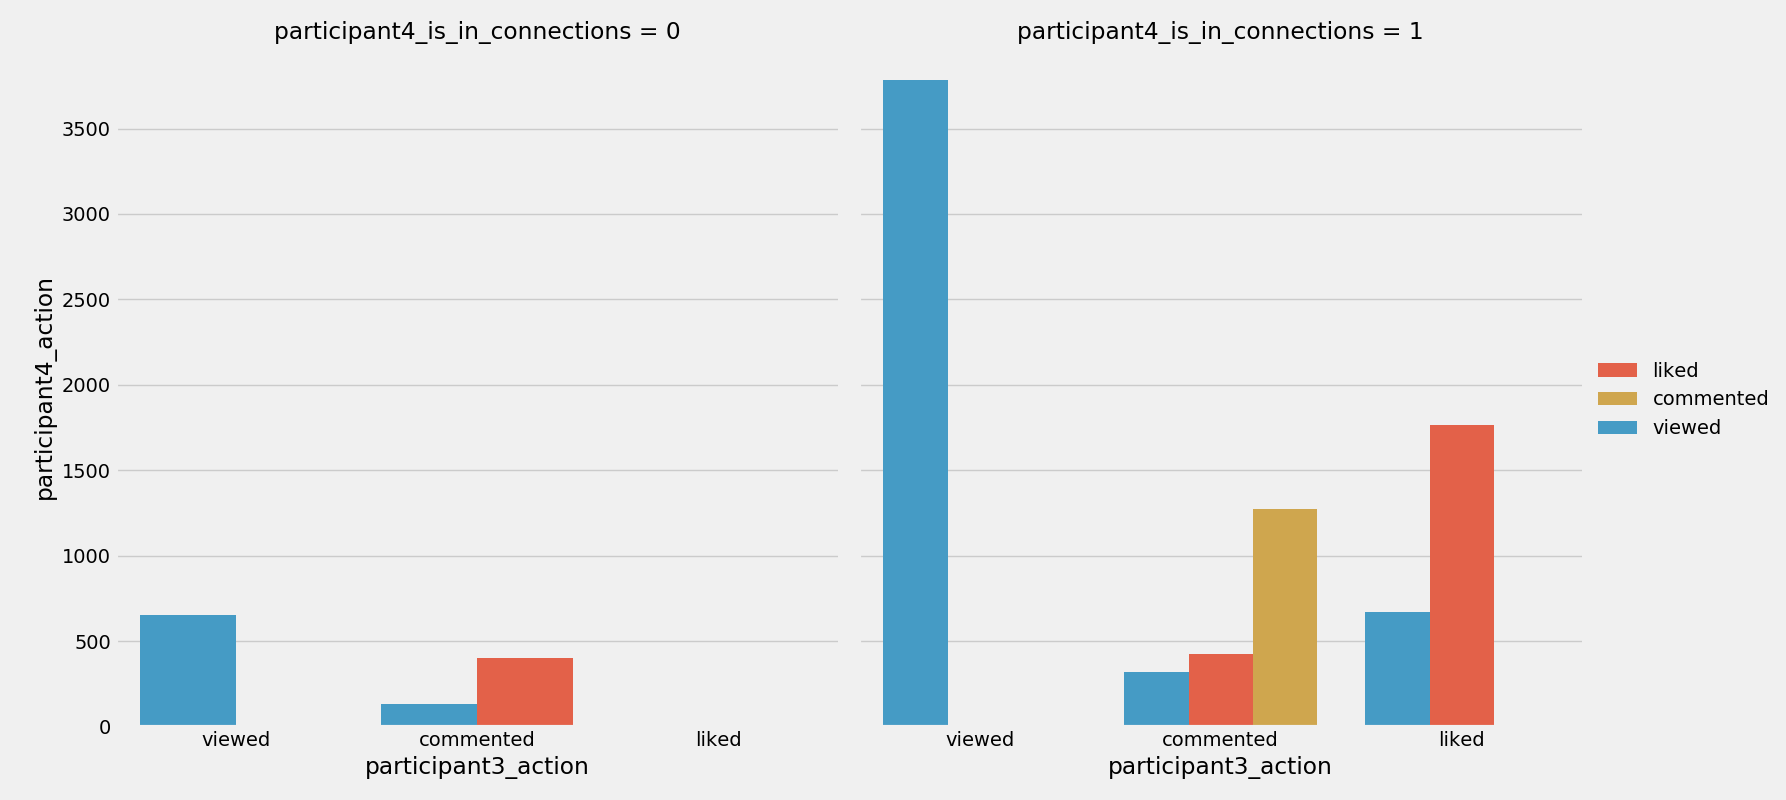 participant4_is_in_connections = 0
participant4_is_in_connections = 1
participant4_action
3500
3000
2500
2000
1500
1000
500
0
viewed
commented
liked
participant3_action
viewed
commented
liked
participant3_action
liked
commented
viewed